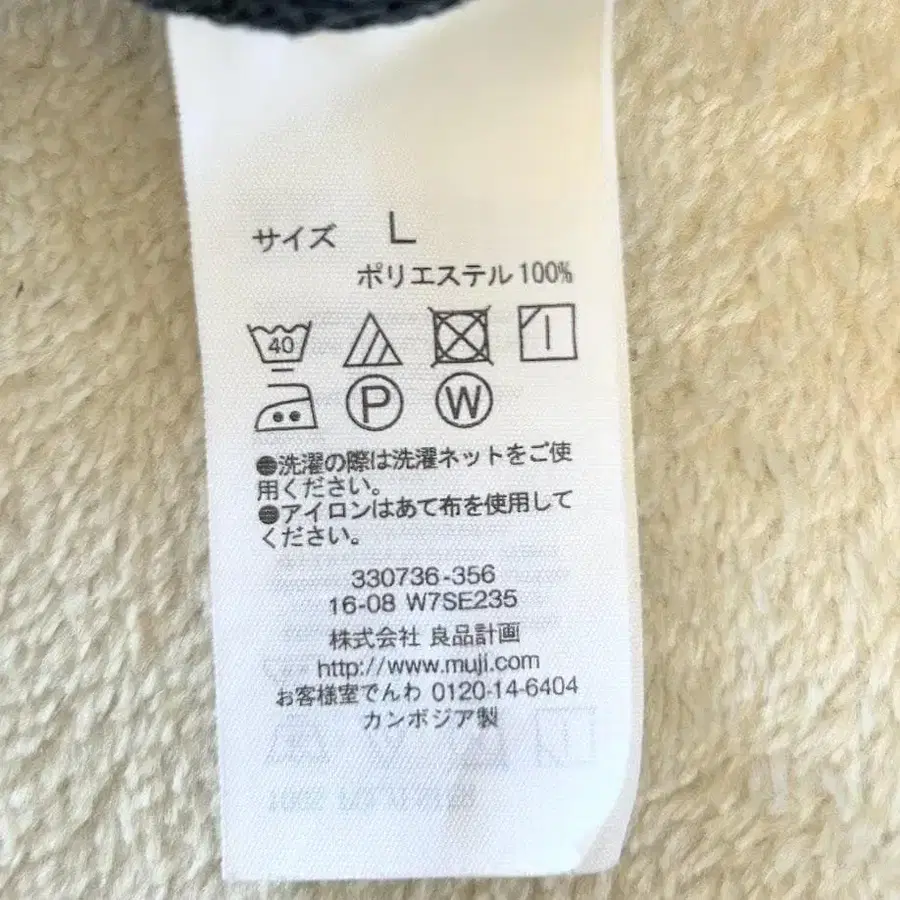 サイズ L
ポリエステル 100%
40
P W
●洗濯の際は洗濯ネットをご使
用ください。
●アイロンはあて布を使用して
ください。
330736-356
16-08 W7SE235
株式会社 良品計画
http://www.muji.com
お客様室でんわ 0120-14-6404
カンボジア製